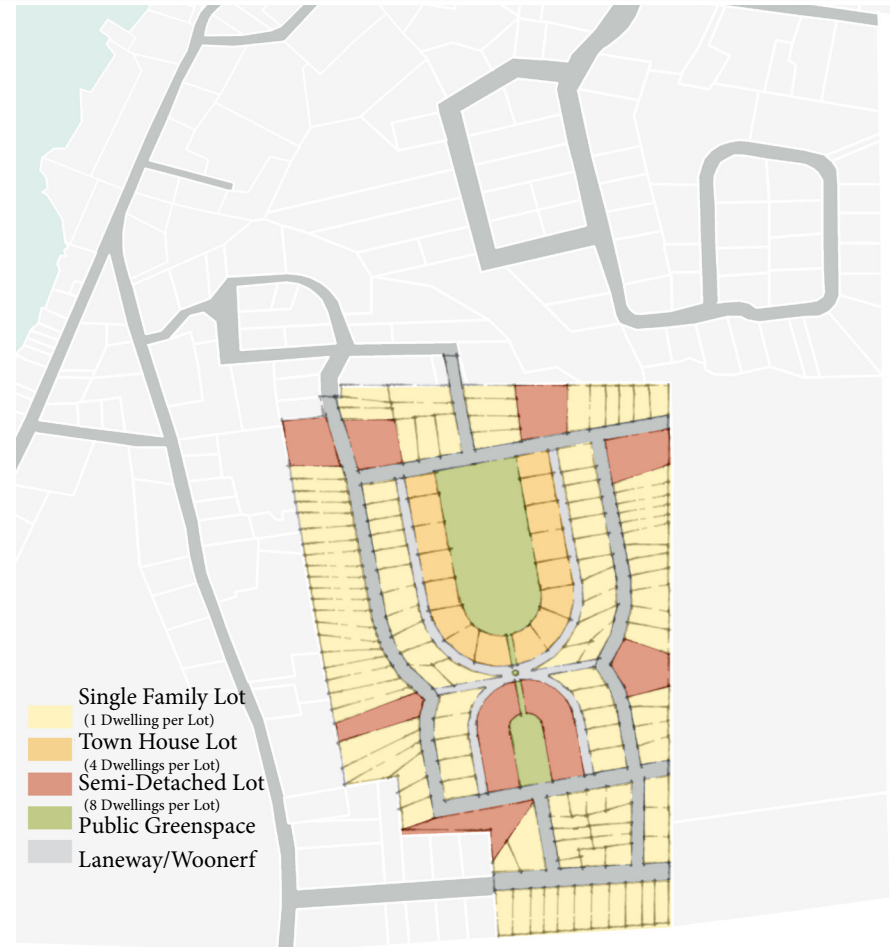 Single Family Lot
(1 Dwelling per Lot)
Town House Lot
(4 Dwellings per Lot)
Semi-Detached Lot
(8 Dwellings per Lot)
Public Greenspace
Laneway/Woonerf